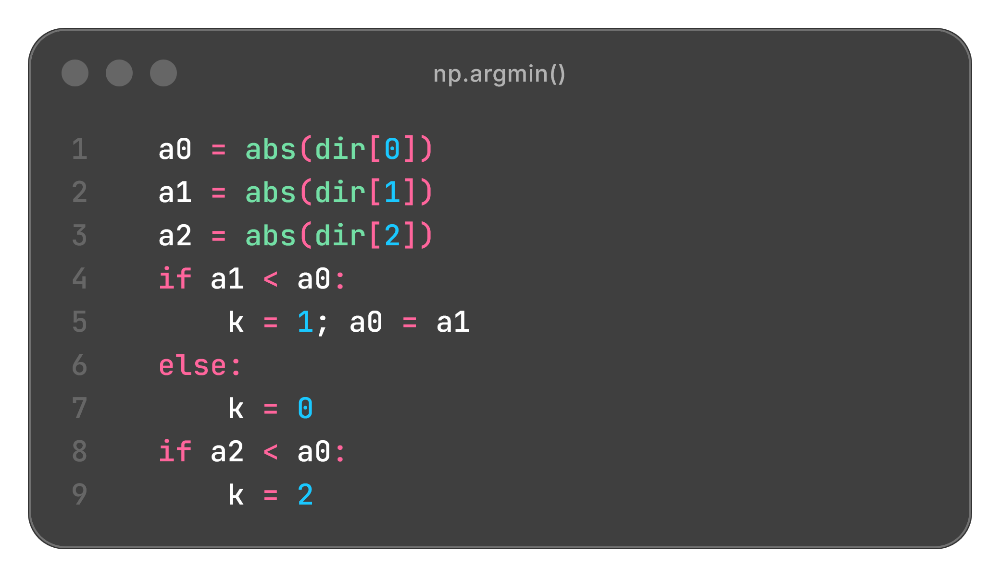 np.argmin()
1    a0 = abs(dir[0])
2    a1 = abs(dir[1])
3    a2 = abs(dir[2])
4    if a1 < a0:
5        k = 1; a0 = a1
6    else:
7        k = 0
8    if a2 < a0:
9        k = 2